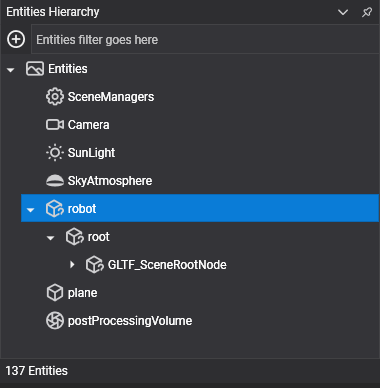 Entities Hierarchy
Entities filter goes here
Entities
SceneManagers
Camera
SunLight
SkyAtmosphere
robot
root
GLTF_SceneRootNode
plane
postProcessingVolume
137 Entities